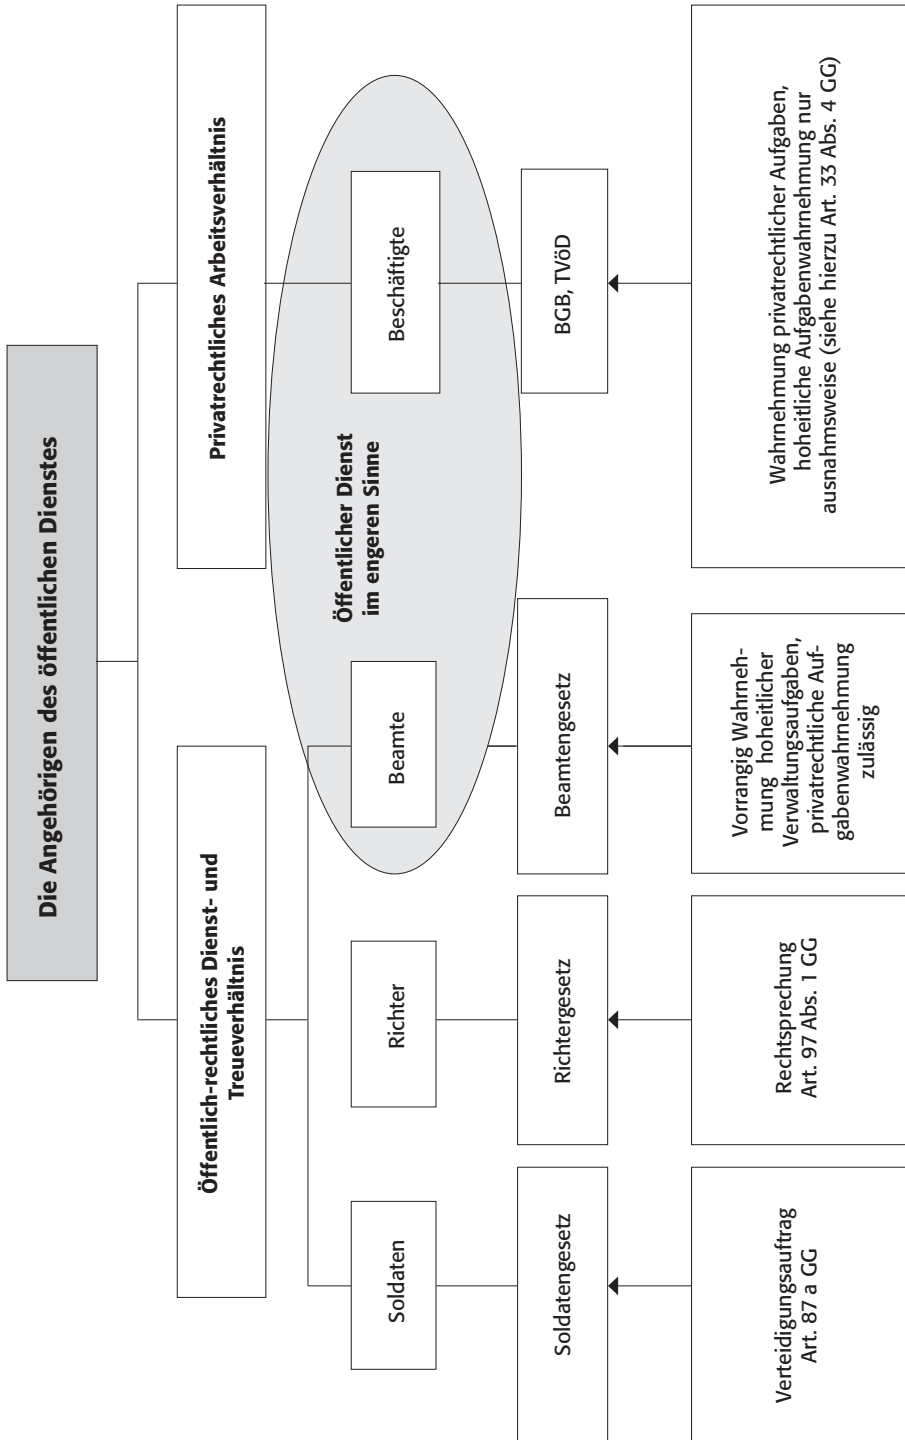 Die Angehörigen des öffentlichen Dienstes
Öffentlich-rechtliches Dienst- und
Treueverhältnis
Privatrechtliches Arbeitsverhältnis
Soldaten
Richter
Beamte
Öffentlicher Dienst
im engeren Sinne
Beschäftigte
Soldatengesetz
Richtergesetz
Beamtengesetz
BGB, TVöD
Verteidigungsauftrag
Art. 87 a GG
Rechtsprechung
Art. 97 Abs. 1 GG
Vorrangig Wahrneh-
mung hoheitlicher
Verwaltungsaufgaben,
privatrechtliche Auf-
gabenwahrnehmung
zulässig
Wahrnehmung privatrechtlicher Aufgaben,
hoheitliche Aufgabenwahrnehmung nur
ausnahmsweise (siehe hierzu Art. 33 Abs. 4 GG)